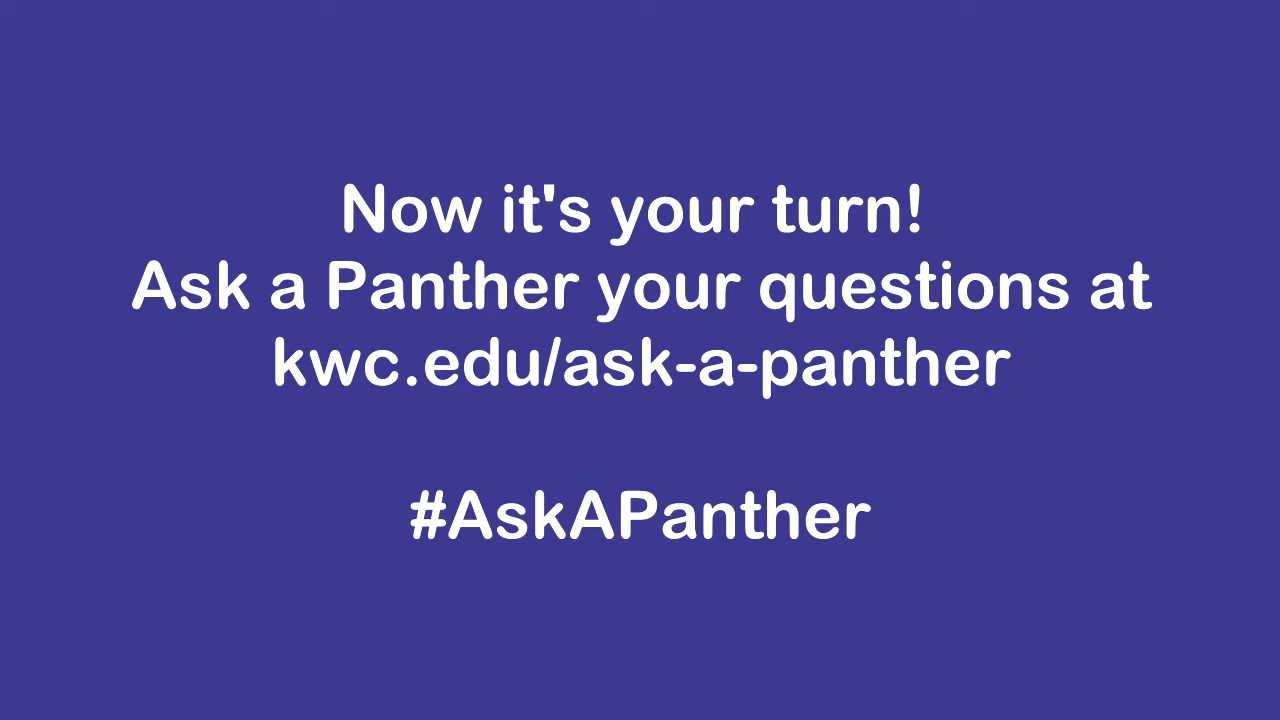 Now it's your turn!
Ask a Panther your questions at
kwc.edu/ask-a-panther
#AskAPanther